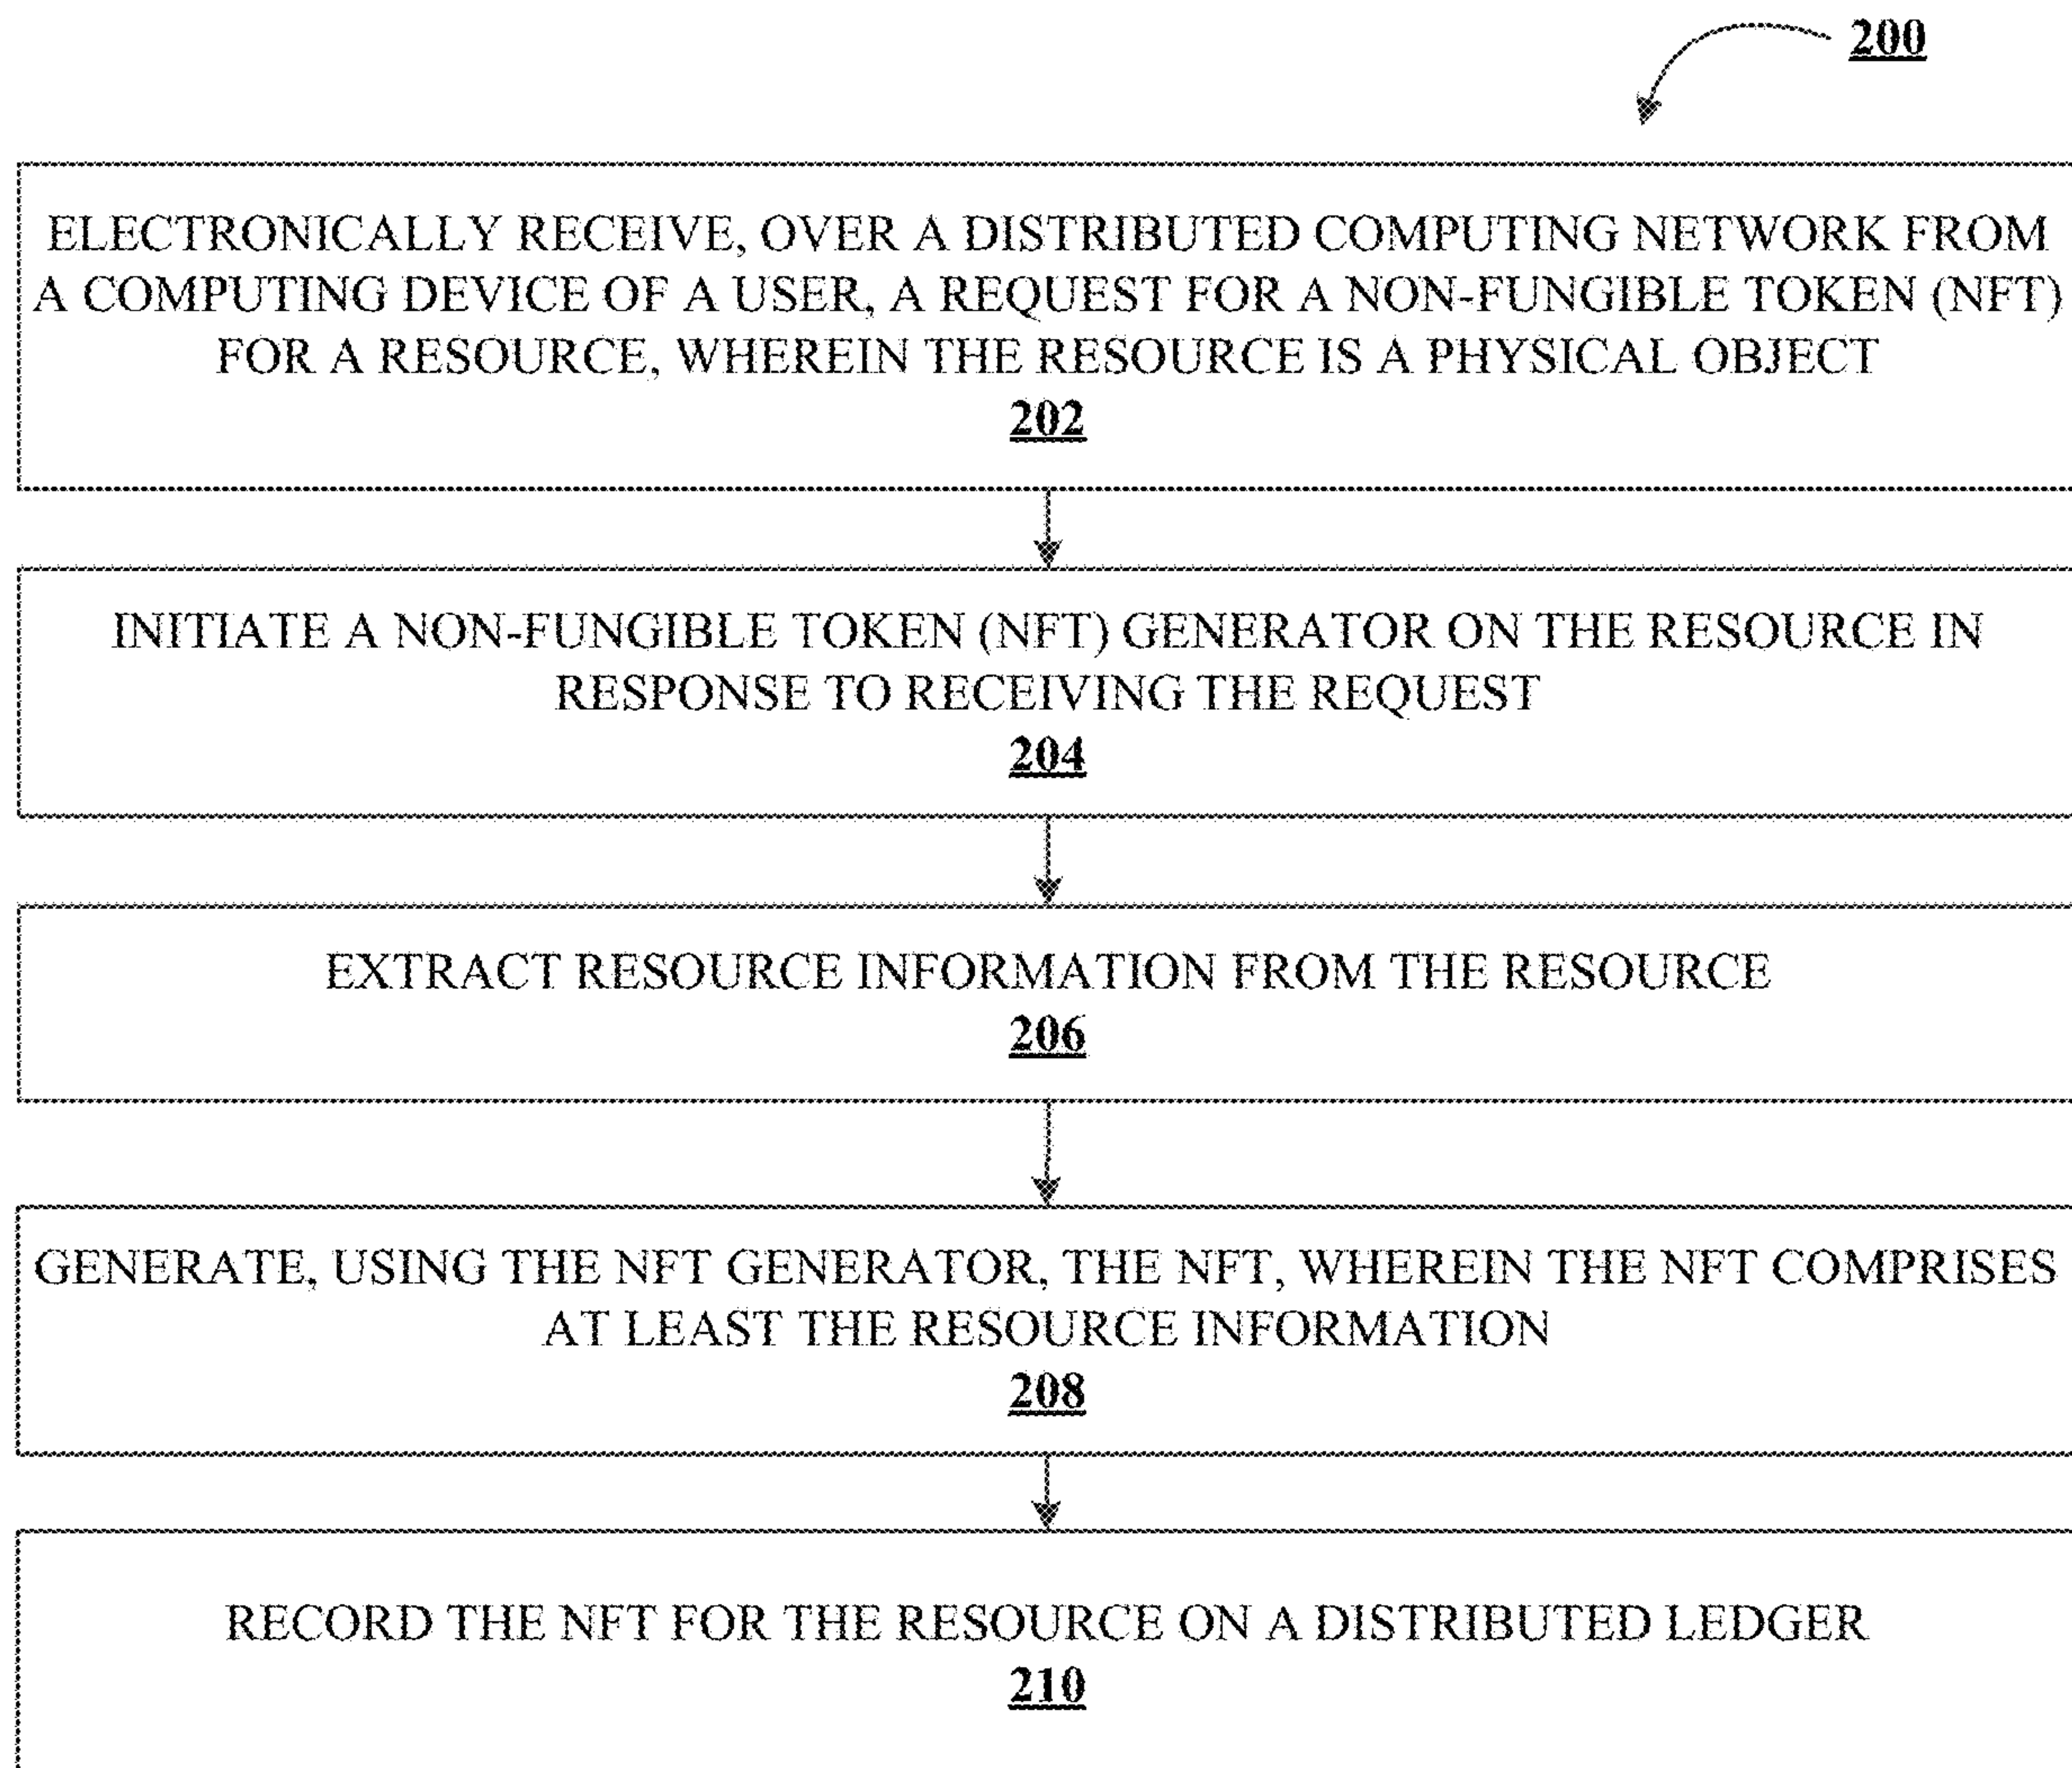 200
ELECTRONICALLY RECEIVE, OVER A DISTRIBUTED COMPUTING NETWORK FROM
A COMPUTING DEVICE OF A USER, A REQUEST FOR A NON-FUNGIBLE TOKEN (NFT)
FOR A RESOURCE, WHEREIN THE RESOURCE IS A PHYSICAL OBJECT
202
INITIATE A NON-FUNGIBLE TOKEN (NFT) GENERATOR ON THE RESOURCE IN
RESPONSE TO RECEIVING THE REQUEST
204
EXTRACT RESOURCE INFORMATION FROM THE RESOURCE
206
GENERATE, USING THE NFT GENERATOR, THE NFT, WHEREIN THE NFT COMPRISES
AT LEAST THE RESOURCE INFORMATION
208
RECORD THE NFT FOR THE RESOURCE ON A DISTRIBUTED LEDGER
210